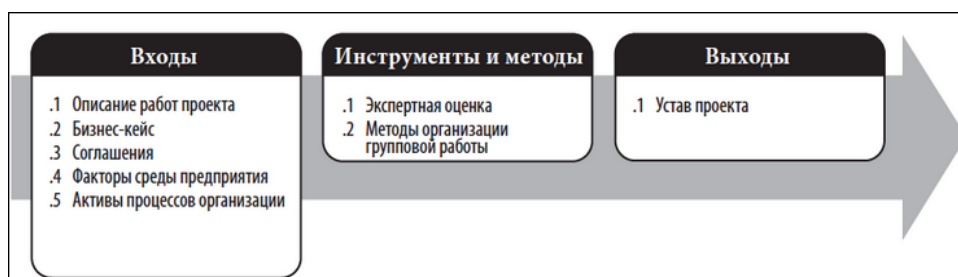 Входы
.1 Описание работ проекта
.2 Бизнес-кейс
.3 Соглашения
.4 Факторы среды предприятия
.5 Активы процессов организации
Инструменты и методы
.1 Экспертная оценка
.2 Методы организации
групповой работы
Выходы
.1 Устав проекта